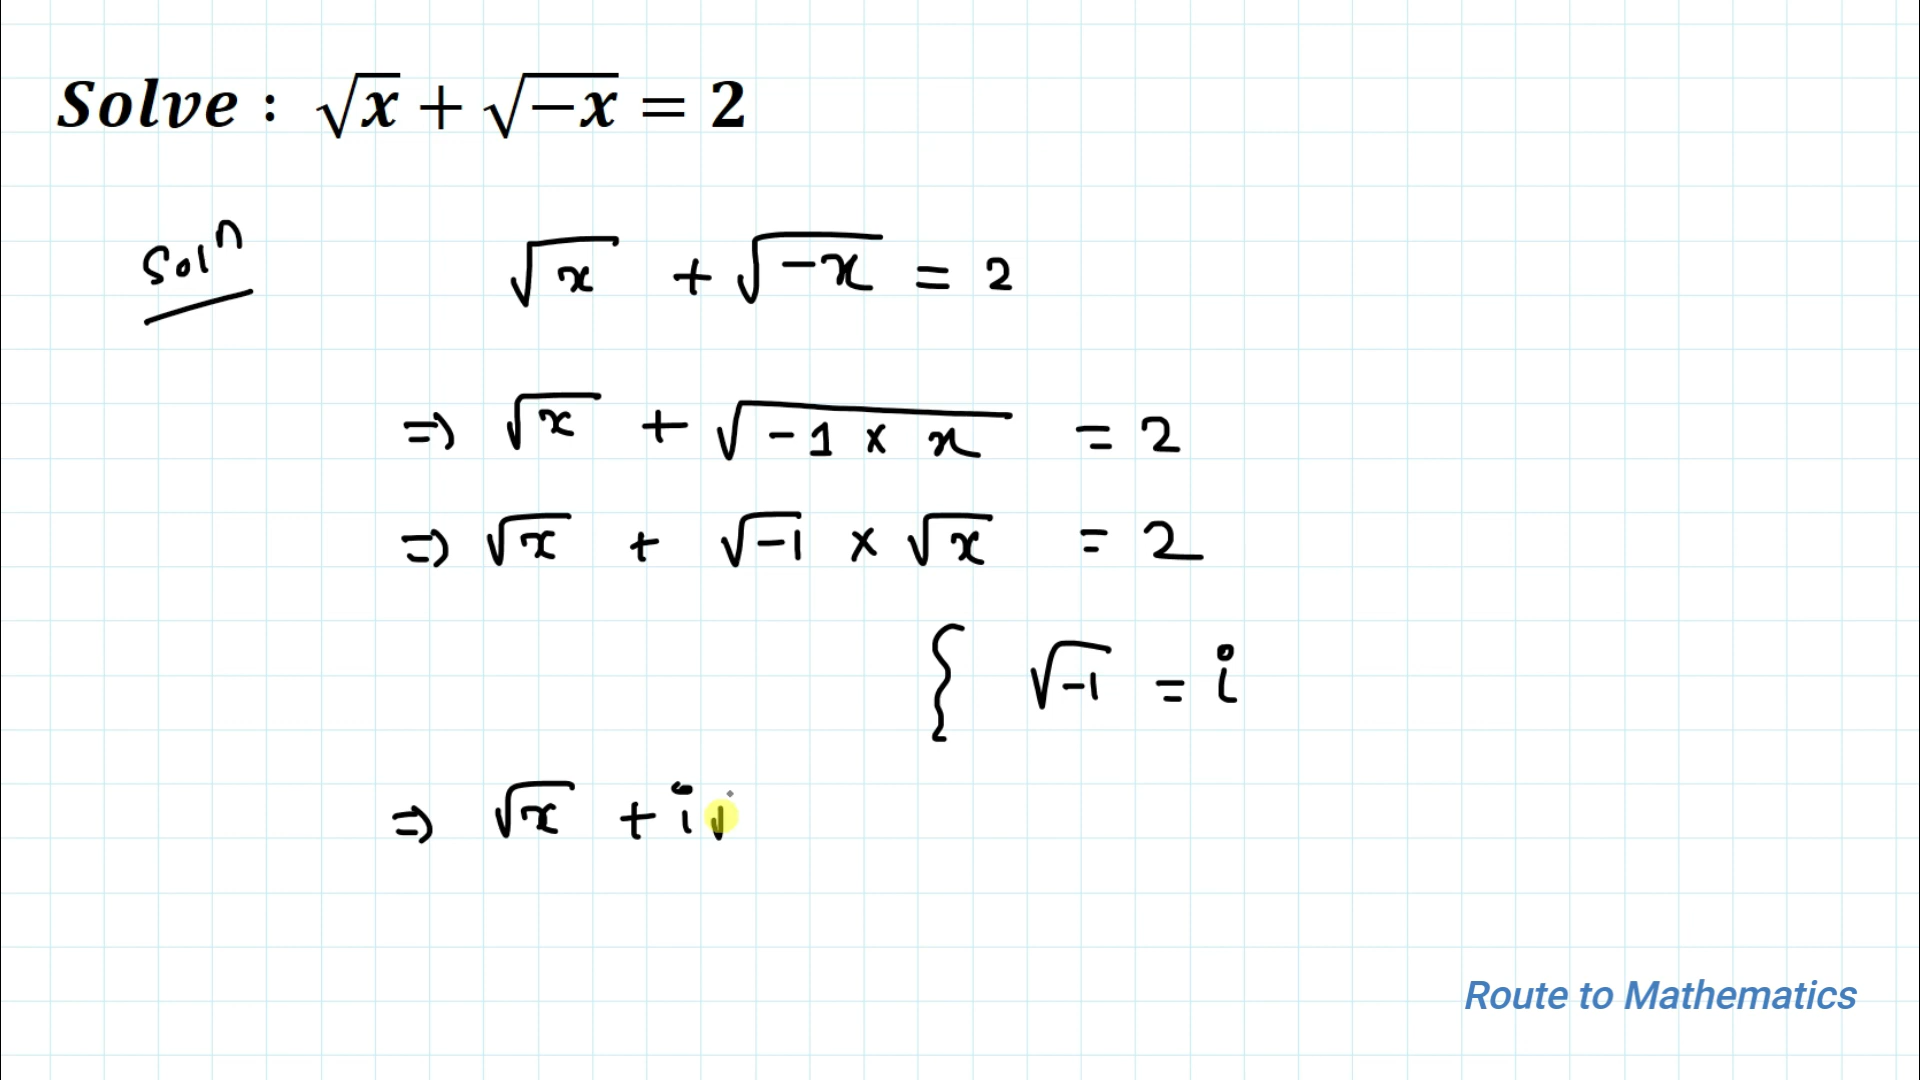 Solve : √x + √−x = 2
Solⁿ √x + √−x = 2
⇒ √x + √−1 × x = 2
⇒ √x + √−1 × √x = 2
{ √−1 = i
⇒ √x + i √
Route to Mathematics